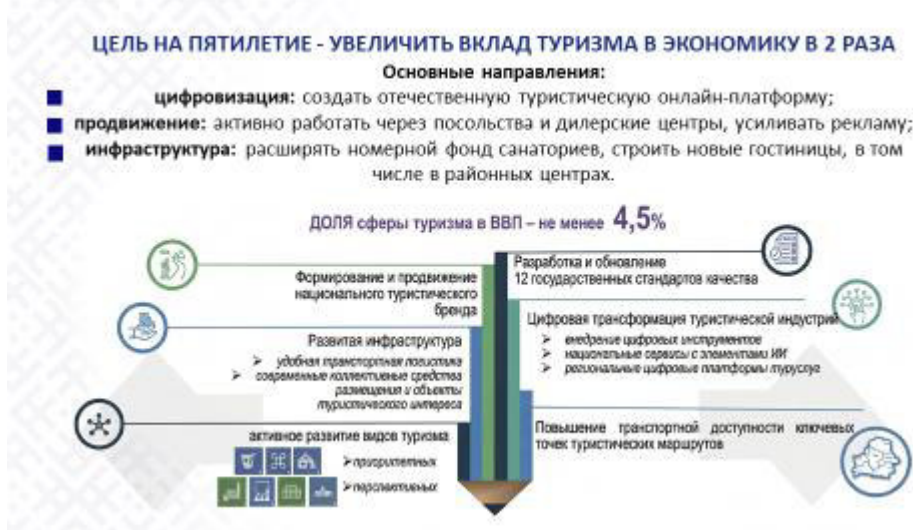 ЦЕЛЬ НА ПЯТИЛЕТИЕ - УВЕЛИЧИТЬ ВКЛАД ТУРИЗМА В ЭКОНОМИКУ В 2 РАЗА
Основные направления:
цифровизация: создать отечественную туристическую онлайн-платформу;
продвижение: активно работать через посольства и дилерские центры, усиливать рекламу;
инфраструктура: расширять номерной фонд санаториев, строить новые гостиницы, в том
числе в районных центрах.
ДОЛЯ сферы туризма в ВВП – не менее 4,5%
Формирование и продвижение
национального туристического
бренда
Развитая инфраструктура
удобная транспортная логистика
современные коллективные средства
размещения и объекты
туристического интереса
активное развитие видов туризма
приоритетных
перспективных
Разработка и обновление
12 государственных стандартов качества
Цифровая трансформация туристической индустрии
внедрение цифровых инструментов
национальные сервисы с элементами ИИ
региональные цифровые платформы туруслуг
Повышение транспортной доступности ключевых
точек туристических маршрутов